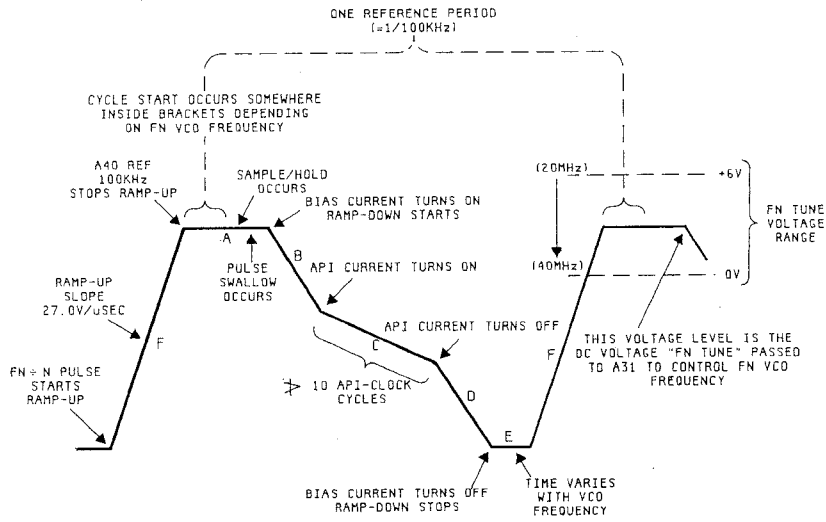 ONE REFERENCE PERIOD
(=1/100KHz)
CYCLE START OCCURS SOMEWHERE
INSIDE BRACKETS DEPENDING
ON FN VCO FREQUENCY
A40 REF
100KHz
STOPS RAMP-UP
SAMPLE/HOLD
OCCURS
BIAS CURRENT TURNS ON
RAMP-DOWN STARTS
(20MHz)
+6V
FN TUNE
VOLTAGE
RANGE
A
PULSE
SWALLOW
OCCURS
B
API CURRENT TURNS ON
(40MHz)
0V
RAMP-UP
SLOPE
27.0V/uSEC
F
C
API CURRENT TURNS OFF
F
THIS VOLTAGE LEVEL IS THE
DC VOLTAGE "FN TUNE" PASSED
TO A31 TO CONTROL FN VCO
FREQUENCY
FN÷N PULSE
STARTS
RAMP-UP
10 API-CLOCK
CYCLES
D
E
BIAS CURRENT TURNS OFF
RAMP-DOWN STOPS
TIME VARIES
WITH VCO
FREQUENCY